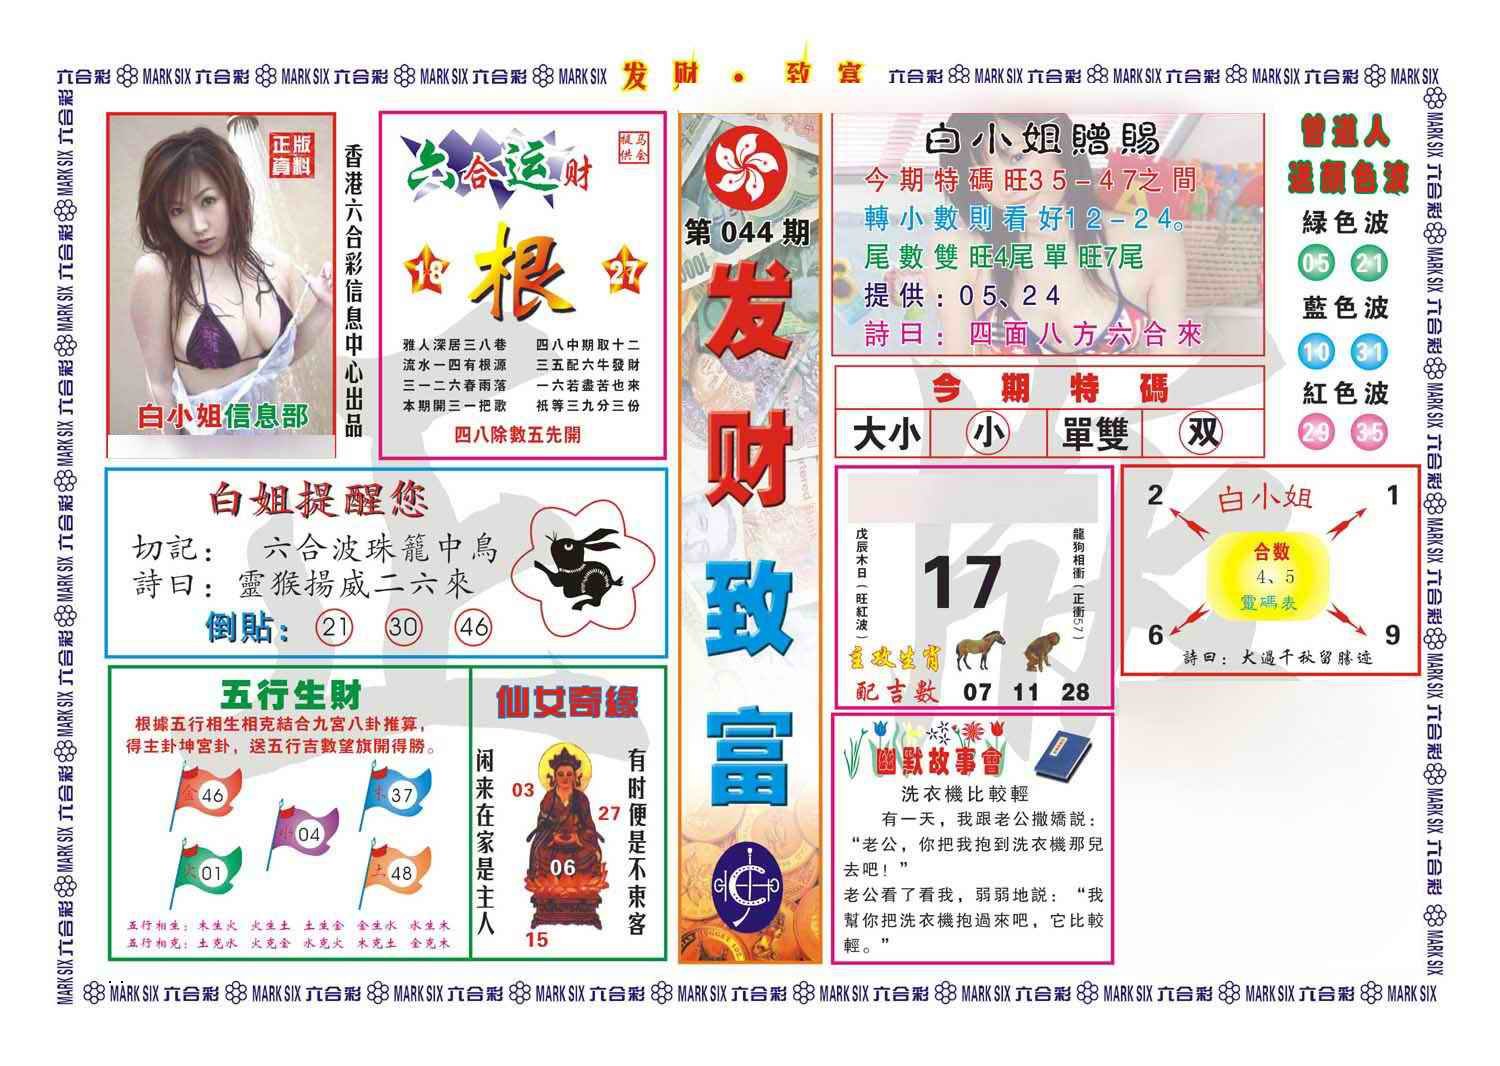 六合彩 MARK SIX 六合彩 MARK SIX 六合彩 MARK SIX 六合彩 MARK SIX 发财·致富 六合彩 MARK SIX 六合彩 MARK SIX 六合彩 MARK SIX 六合彩 MARK SIX
正版
資料
香港六合彩信息中心出品
白小姐信息部
六合运财
马会
提供
18 根 27
雅人深居三八巷 四八中期取十二
流水一四有根源 三五配六牛發財
三一二六春雨落 一六若盡苦也來
本期開三一把歌 祇等三九分三份
四八除數五先開
第044期
发财致富
白小姐贈賜
今期特碼旺35-47之間
轉小數則看好12-24。
尾數雙旺4尾單旺7尾
提供:05、24
詩曰:四面八方六合來
今期特碼
大小 小 單雙 双
曾道人
送顏色波
緑色波
05 21
藍色波
10 31
紅色波
29 35
白姐提醒您
切記: 六合波珠籠中鳥
詩曰:靈猴揚威二六來
倒貼: 21 30 46
戊辰木日(旺紅波)
17
龍狗相衝(正衝57)
主攻生肖
配吉數 07 11 28
2 白小姐 1
合数
4、5
靈碼表
6 9
詩曰:大過千秋留勝迹
五行生財
根據五行相生相克結合九宮八卦推算,
得主卦坤宮卦,送五行吉數望旗開得勝。
金 46 木 37
水 04
火 01 土 48
五行相生: 木生火 火生土 土生金 金生水 水生木
五行相克: 土克水 火克金 水克火 木克土 金克木
仙女奇緣
闲来在家是主人
03
27
06
15
有时便是不束客
幽默故事會
洗衣機比較輕
有一天,我跟老公撒嬌説:
“老公,你把我抱到洗衣機那兒
去吧!”
老公看了看我,弱弱地説:“我
幫你把洗衣機抱過來吧,它比較
輕。”
MARK SIX 六合彩 MARK SIX 六合彩 MARK SIX 六合彩 MARK SIX 六合彩 MARK SIX 六合彩 MARK SIX 六合彩 MARK SIX 六合彩 MARK SIX 六合彩 MARK SIX 六合彩 MARK SIX